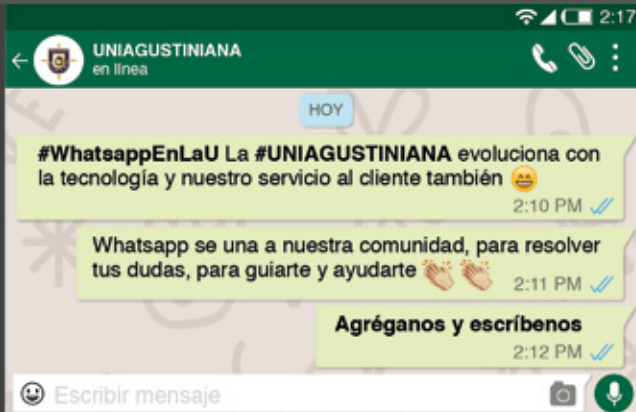 2:17
UNIAGUSTINIANA
en línea
HOY
#WhatsappEnLaU La #UNIAGUSTINIANA evoluciona con
la tecnología y nuestro servicio al cliente también
2:10 PM
Whatsapp se una a nuestra comunidad, para resolver
tus dudas, para guiarte y ayudarte
2:11 PM
Agréganos y escríbenos
2:12 PM
Escribir mensaje